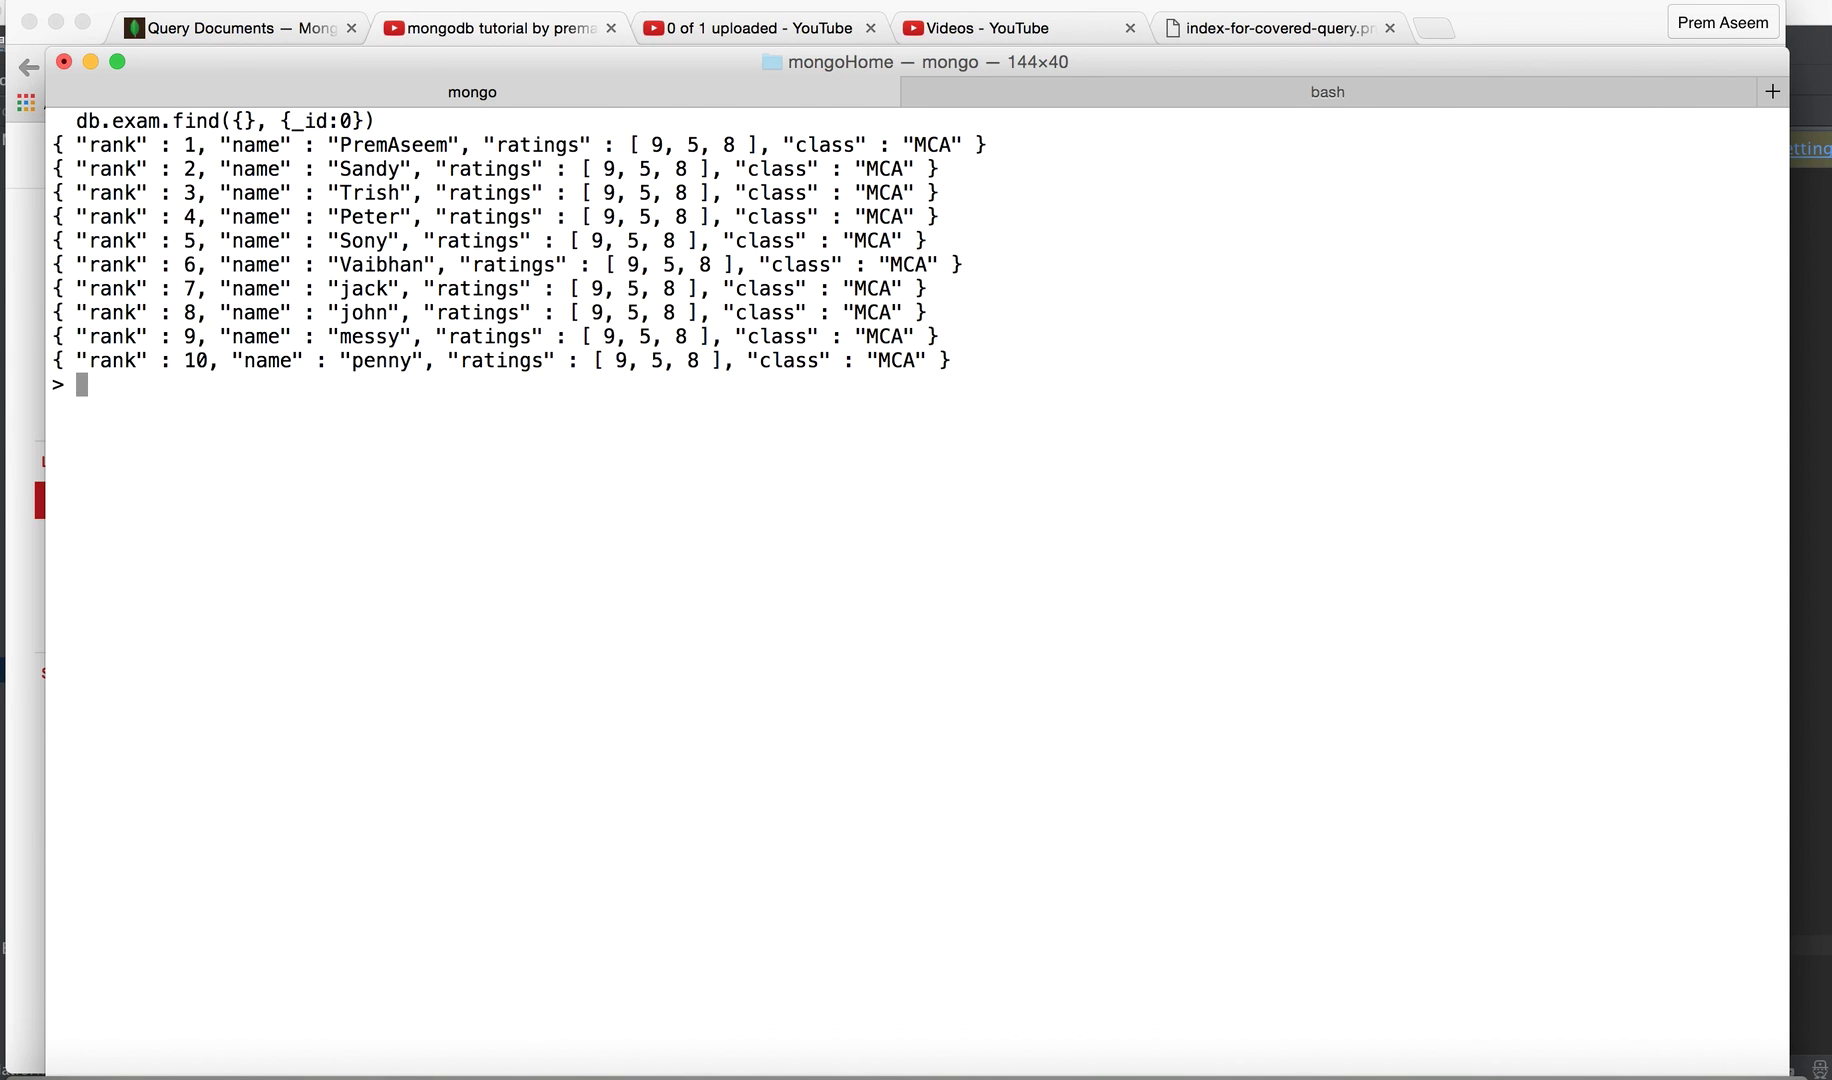 Query Documents — Mong
mongodb tutorial by prema
0 of 1 uploaded - YouTube
Videos - YouTube
index-for-covered-query.pn
Prem Aseem
mongoHome — mongo — 144×40
mongo
bash
db.exam.find({}, {_id:0})
{ "rank" : 1, "name" : "PremAseem", "ratings" : [ 9, 5, 8 ], "class" : "MCA" }
{ "rank" : 2, "name" : "Sandy", "ratings" : [ 9, 5, 8 ], "class" : "MCA" }
{ "rank" : 3, "name" : "Trish", "ratings" : [ 9, 5, 8 ], "class" : "MCA" }
{ "rank" : 4, "name" : "Peter", "ratings" : [ 9, 5, 8 ], "class" : "MCA" }
{ "rank" : 5, "name" : "Sony", "ratings" : [ 9, 5, 8 ], "class" : "MCA" }
{ "rank" : 6, "name" : "Vaibhan", "ratings" : [ 9, 5, 8 ], "class" : "MCA" }
{ "rank" : 7, "name" : "jack", "ratings" : [ 9, 5, 8 ], "class" : "MCA" }
{ "rank" : 8, "name" : "john", "ratings" : [ 9, 5, 8 ], "class" : "MCA" }
{ "rank" : 9, "name" : "messy", "ratings" : [ 9, 5, 8 ], "class" : "MCA" }
{ "rank" : 10, "name" : "penny", "ratings" : [ 9, 5, 8 ], "class" : "MCA" }
>
etting